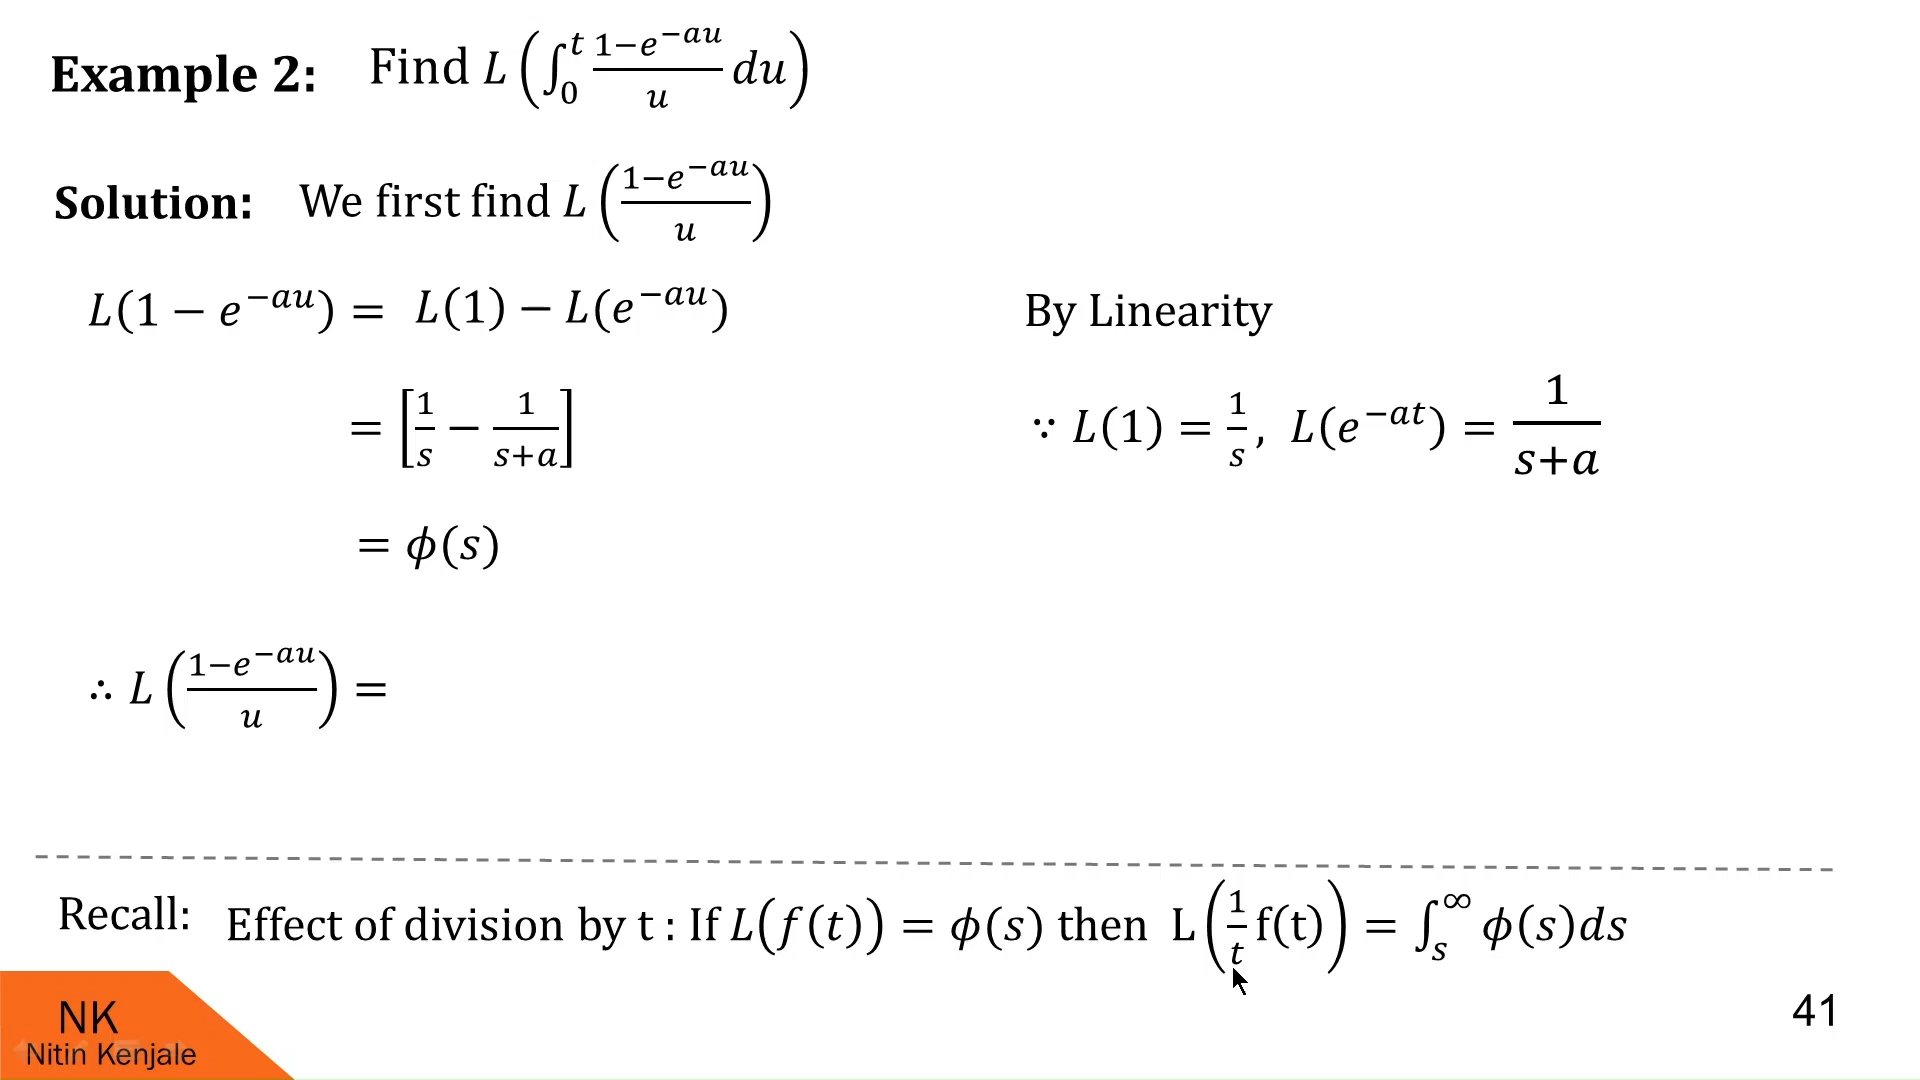 Example 2: Find L(∫₀ᵗ (1−e^{−au})/u du)
Solution: We first find L((1−e^{−au})/u)
L(1 − e^{−au}) = L(1) − L(e^{−au}) By Linearity
= [1/s − 1/(s+a)] ∵ L(1) = 1/s, L(e^{−at}) = 1/(s+a)
= ϕ(s)
∴ L((1−e^{−au})/u) =
Recall: Effect of division by t : If L(f(t)) = ϕ(s) then L(1/t f(t)) = ∫ₛ^∞ ϕ(s)ds
NK
Nitin Kenjale
41